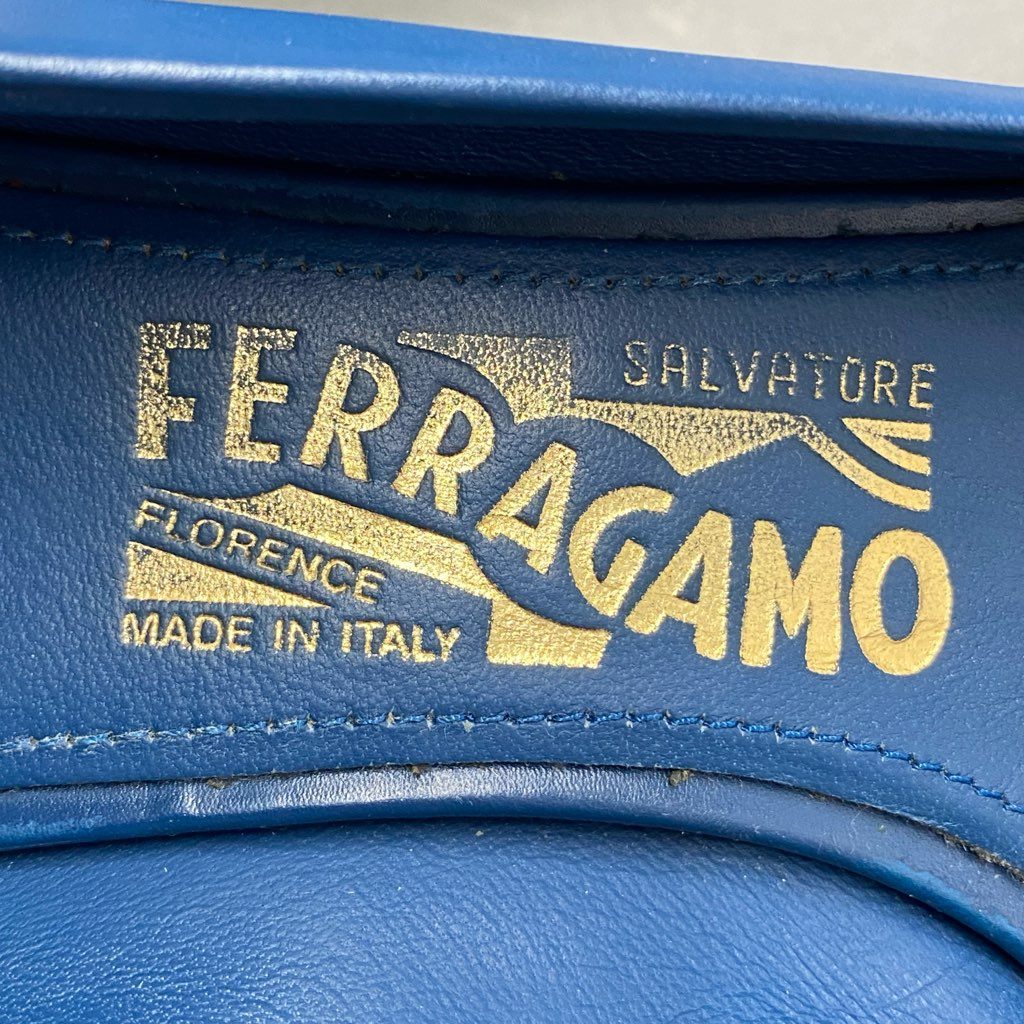 SALVATORE
FERRAGAMO
FLORENCE
MADE IN ITALY